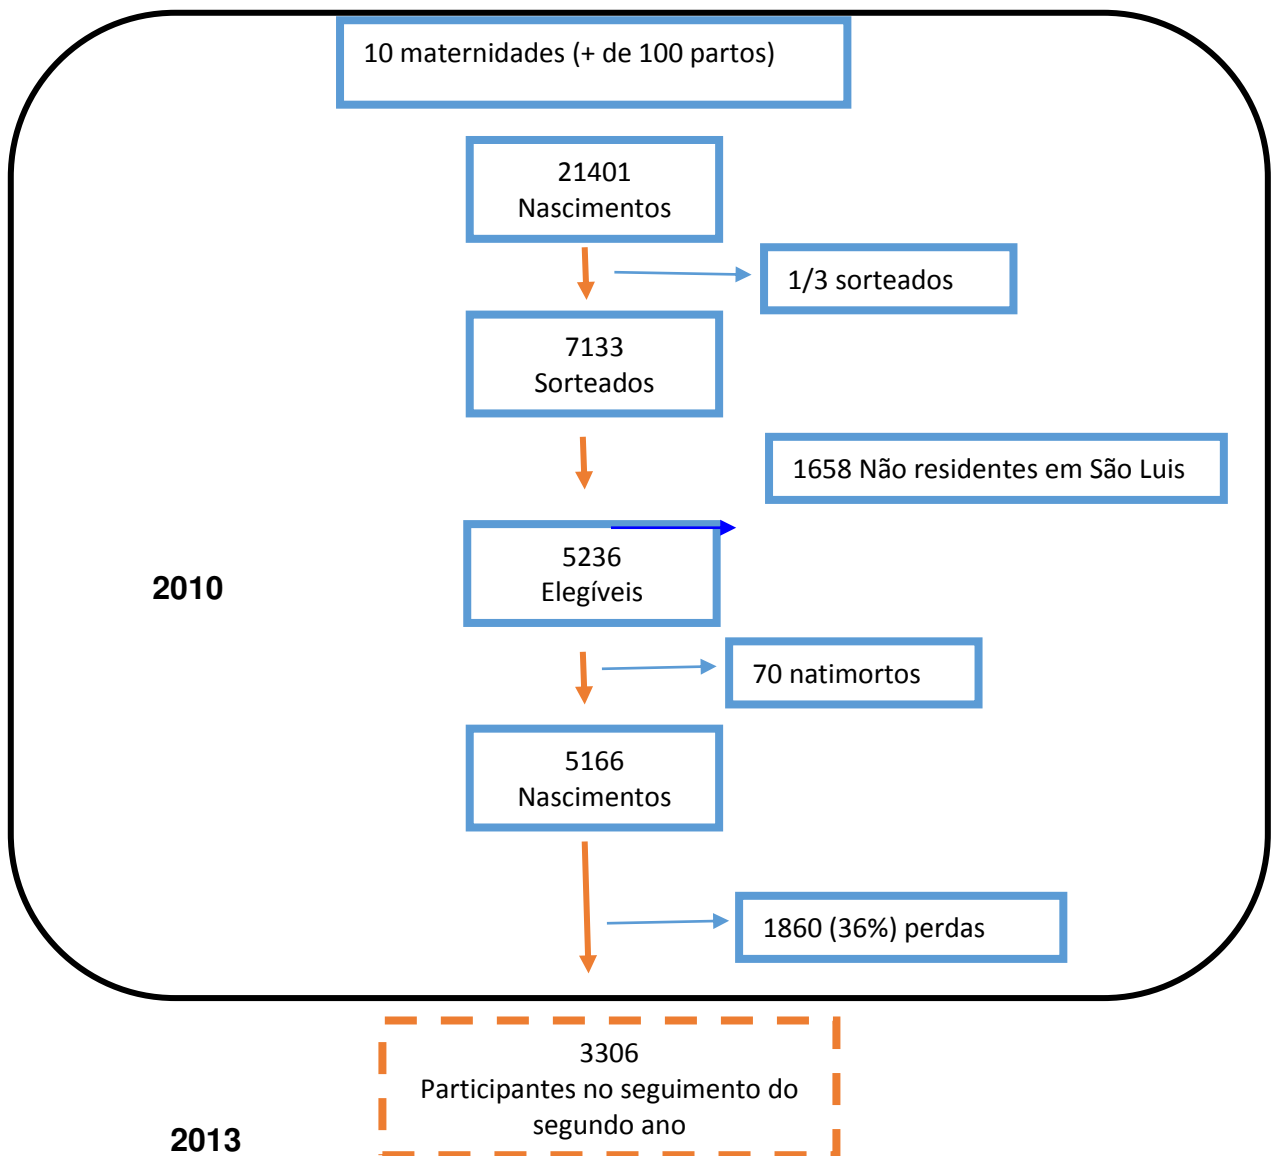 10 maternidades (+ de 100 partos)
21401
Nascimentos
1/3 sorteados
7133
Sorteados
1658 Não residentes em São Luis
5236
Elegíveis
2010
70 natimortos
5166
Nascimentos
1860 (36%) perdas
3306
Participantes no seguimento do
segundo ano
2013